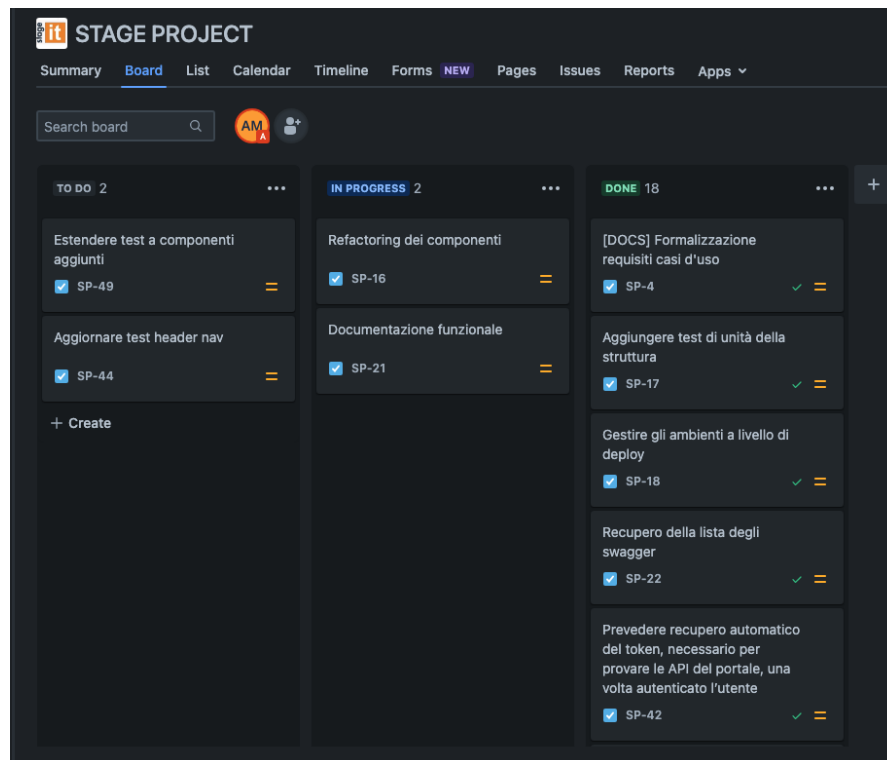 stage it STAGE PROJECT
Summary Board List Calendar Timeline Forms NEW Pages Issues Reports Apps
Search board
AM
A
TO DO 2
Estendere test a componenti
aggiunti
SP-49
Aggiornare test header nav
SP-44
+ Create
IN PROGRESS 2
Refactoring dei componenti
SP-16
Documentazione funzionale
SP-21
DONE 18
[DOCS] Formalizzazione
requisiti casi d'uso
SP-4
Aggiungere test di unità della
struttura
SP-17
Gestire gli ambienti a livello di
deploy
SP-18
Recupero della lista degli
swagger
SP-22
Prevedere recupero automatico
del token, necessario per
provare le API del portale, una
volta autenticato l'utente
SP-42